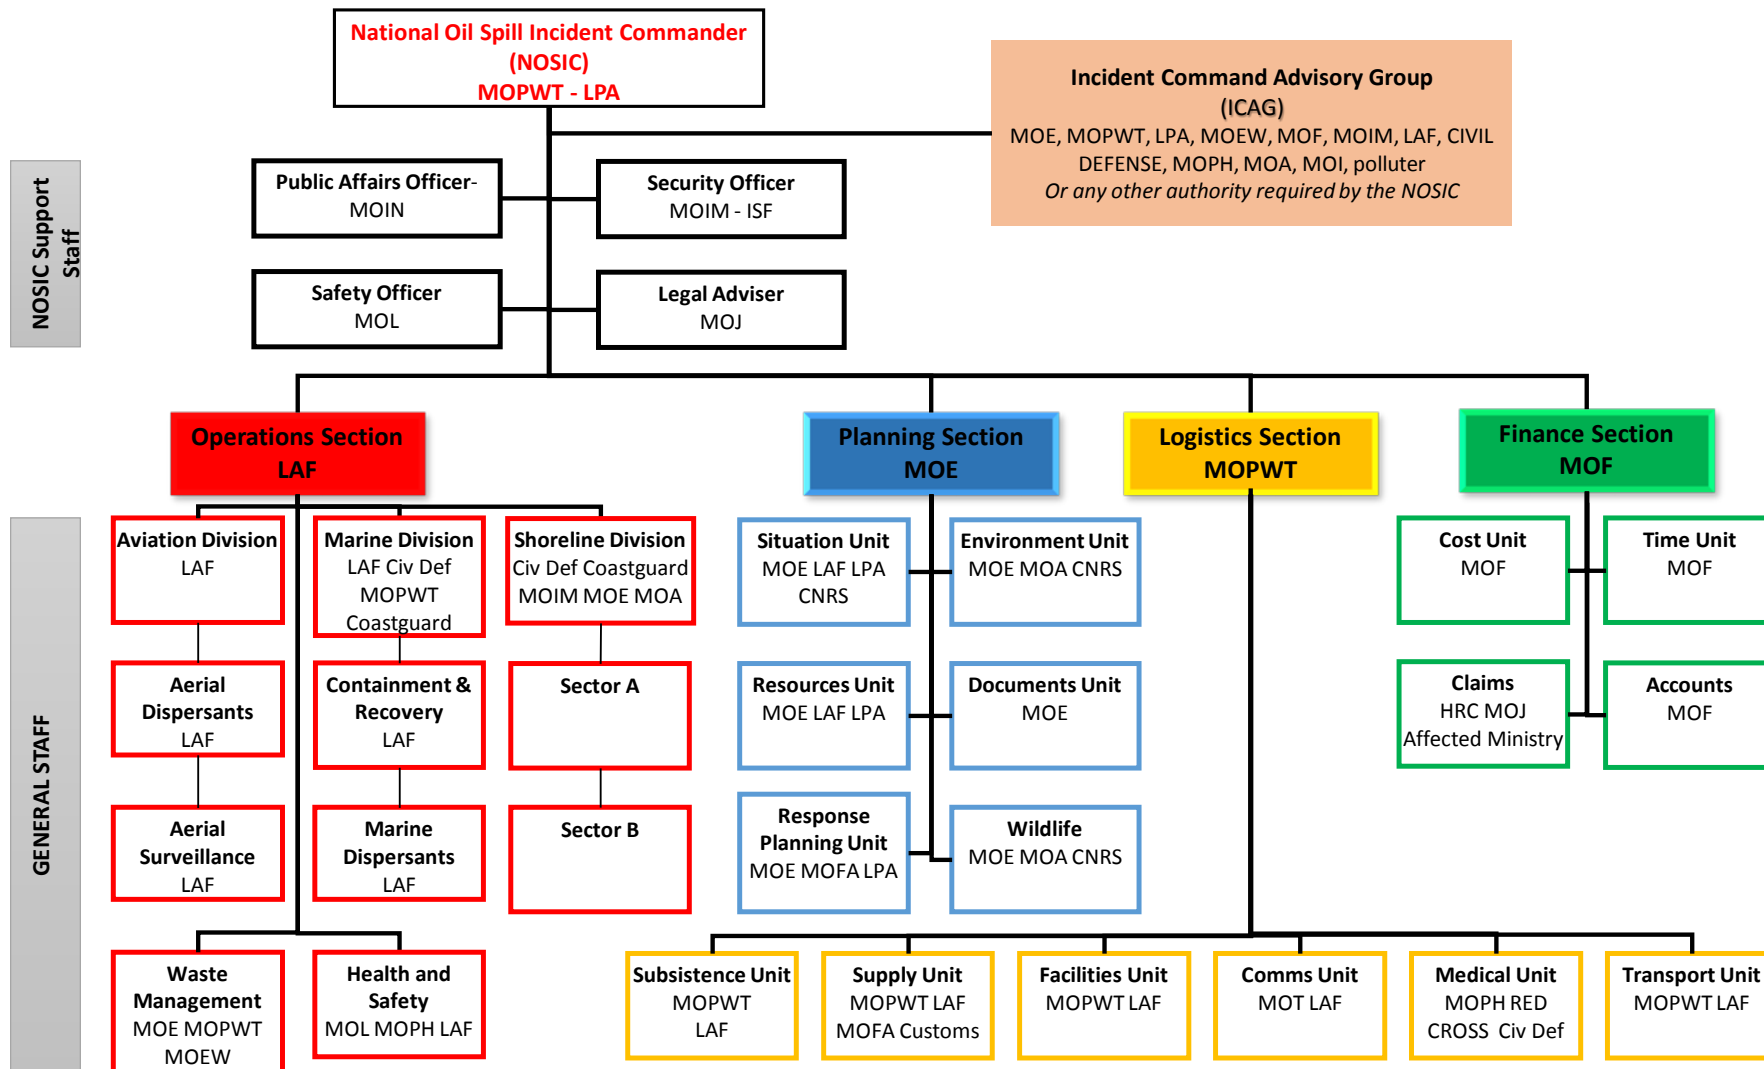 National Oil Spill Incident Commander
(NOSIC)
MOPWT - LPA
Incident Command Advisory Group
(ICAG)
MOE, MOPWT, LPA, MOEW, MOF, MOIM, LAF, CIVIL
DEFENSE, MOPH, MOA, MOI, polluter
Or any other authority required by the NOSIC
NOSIC Support
Staff
Public Affairs Officer-
MOIN
Security Officer
MOIM - ISF
Safety Officer
MOL
Legal Adviser
MOJ
Operations Section
LAF
Planning Section
MOE
Logistics Section
MOPWT
Finance Section
MOF
GENERAL STAFF
Aviation Division
LAF
Marine Division
LAF Civ Def
MOPWT
Coastguard
Shoreline Division
Civ Def Coastguard
MOIM MOE MOA
Situation Unit
MOE LAF LPA
CNRS
Environment Unit
MOE MOA CNRS
Cost Unit
MOF
Time Unit
MOF
Aerial
Dispersants
LAF
Containment &
Recovery
LAF
Sector A
Resources Unit
MOE LAF LPA
Documents Unit
MOE
Claims
HRC MOJ
Affected Ministry
Accounts
MOF
Aerial
Surveillance
LAF
Marine
Dispersants
LAF
Sector B
Response
Planning Unit
MOE MOFA LPA
Wildlife
MOE MOA CNRS
Waste
Management
MOE MOPWT
MOEW
Health and
Safety
MOL MOPH LAF
Subsistence Unit
MOPWT
LAF
Supply Unit
MOPWT LAF
MOFA Customs
Facilities Unit
MOPWT LAF
Comms Unit
MOT LAF
Medical Unit
MOPH RED
CROSS Civ Def
Transport Unit
MOPWT LAF